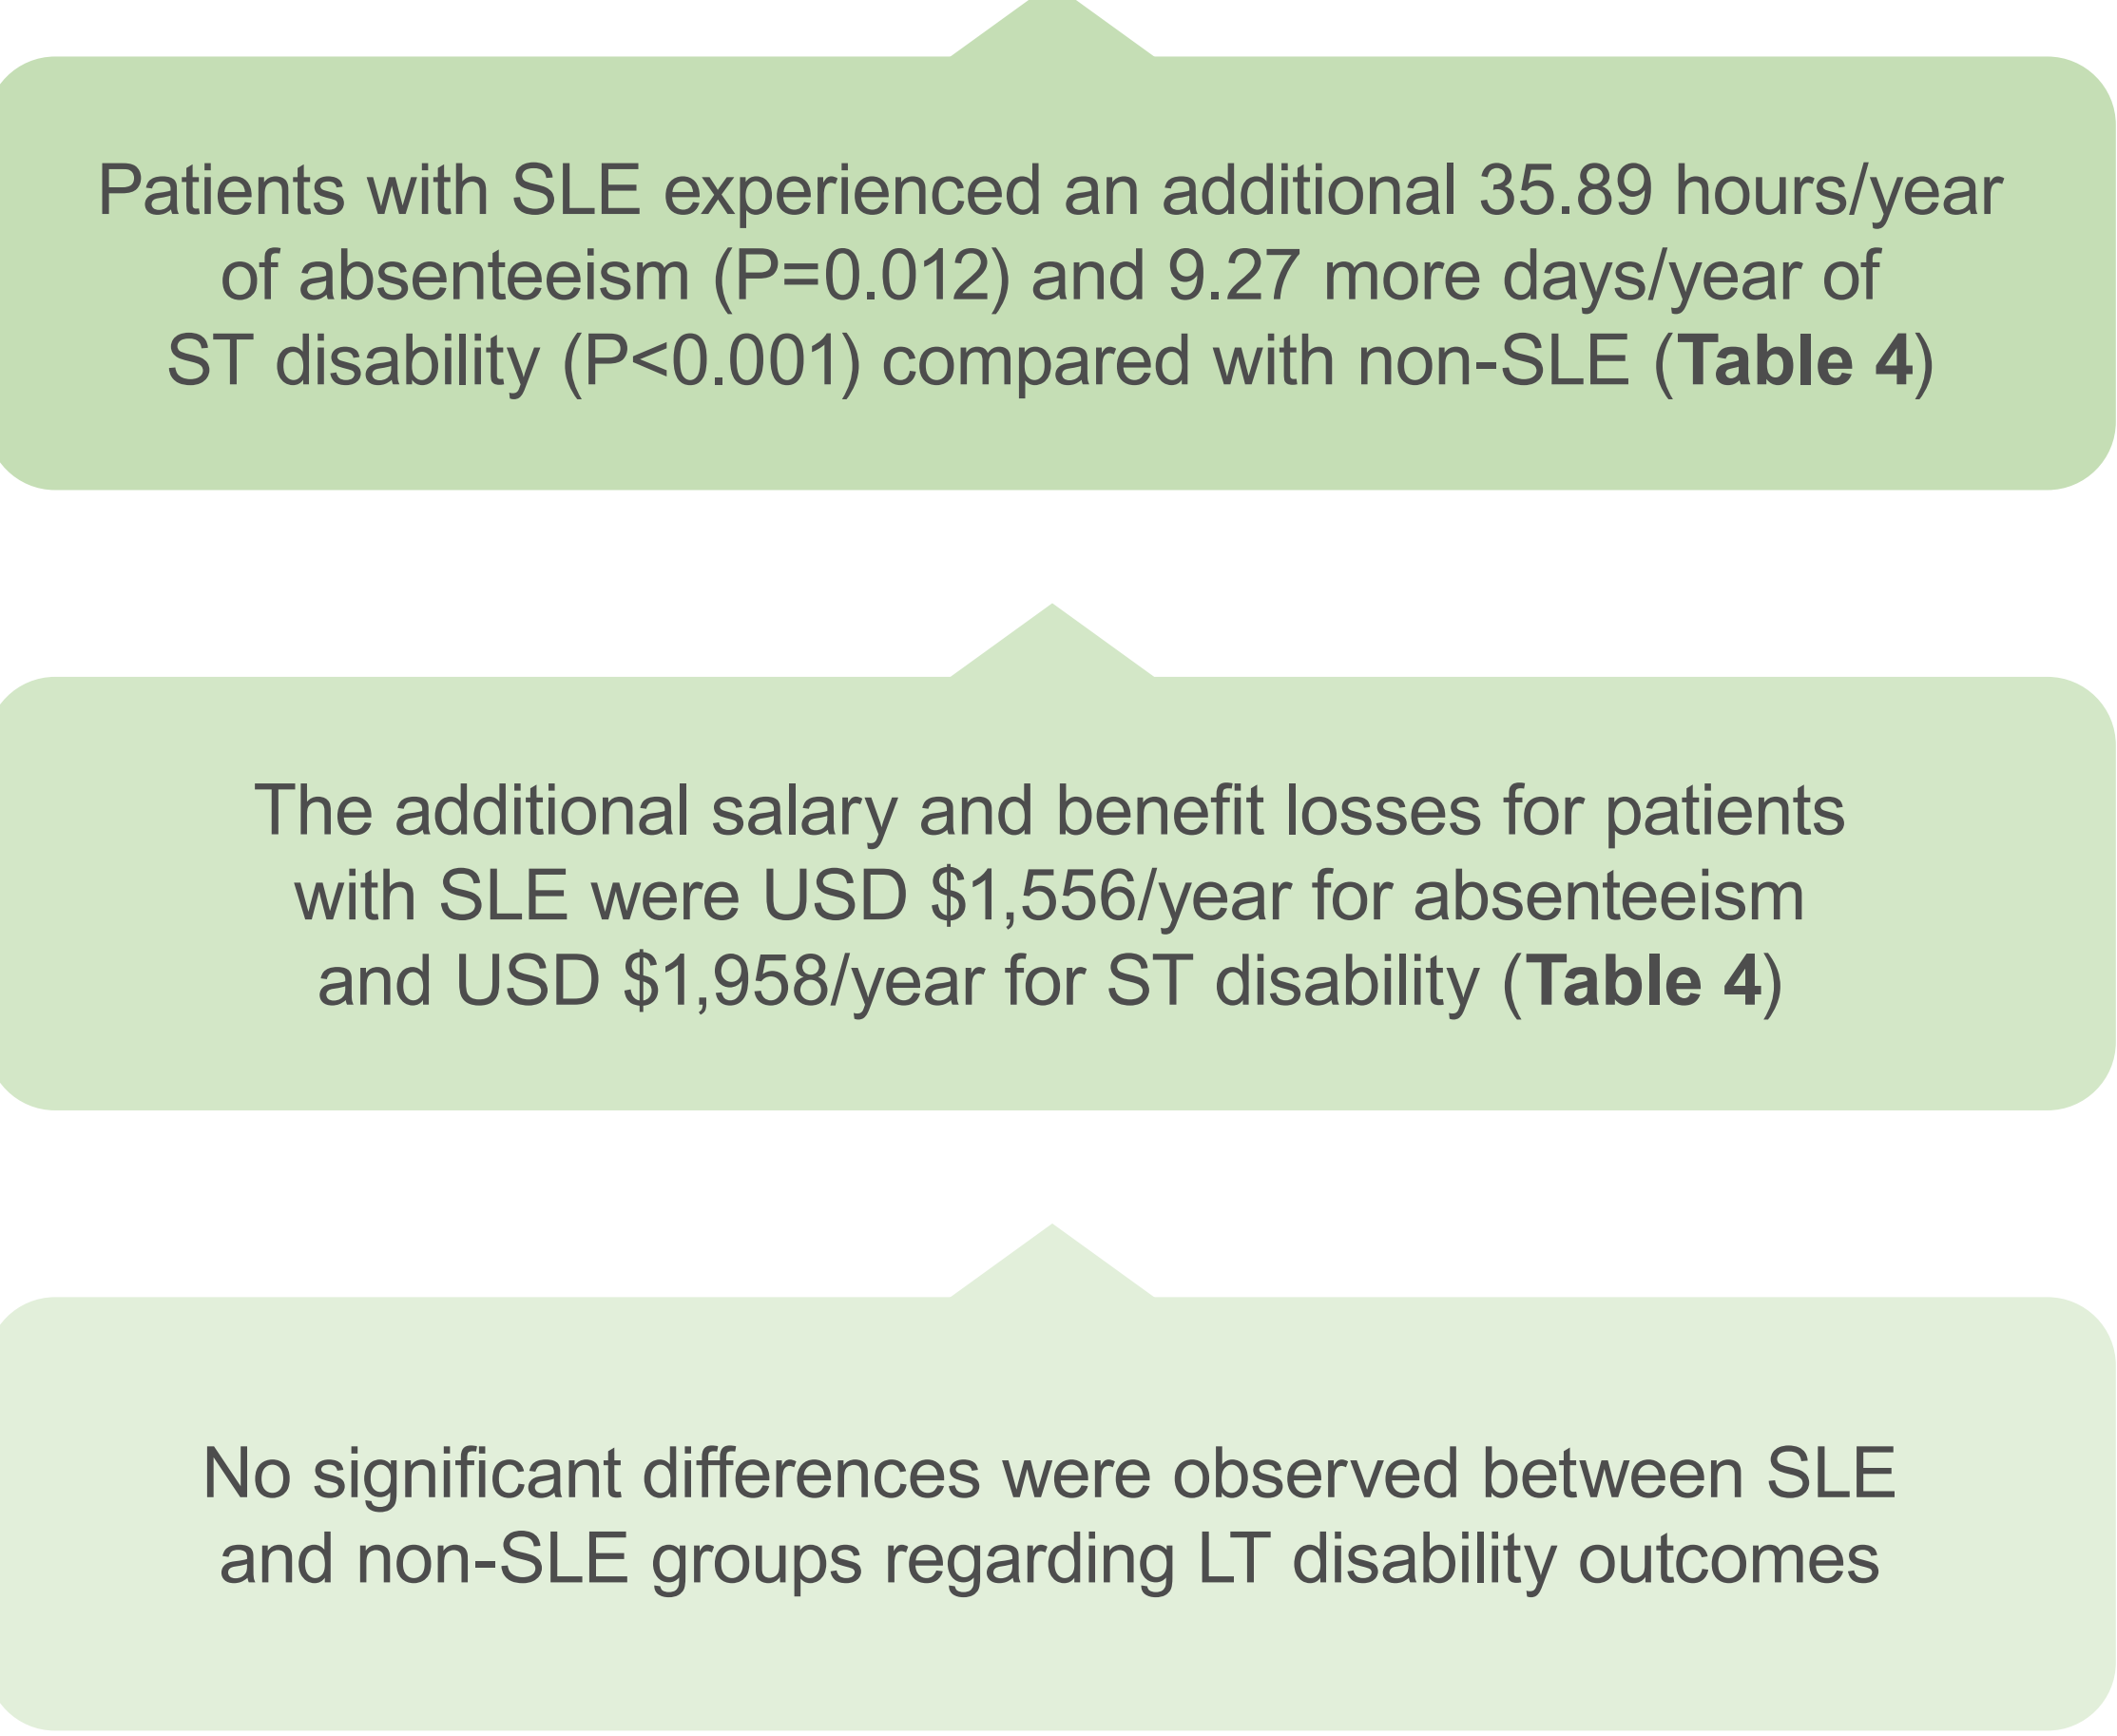 Patients with SLE experienced an additional 35.89 hours/year
of absenteeism (P=0.012) and 9.27 more days/year of
ST disability (P<0.001) compared with non-SLE (Table 4)
The additional salary and benefit losses for patients
with SLE were USD $1,556/year for absenteeism
and USD $1,958/year for ST disability (Table 4)
No significant differences were observed between SLE
and non-SLE groups regarding LT disability outcomes